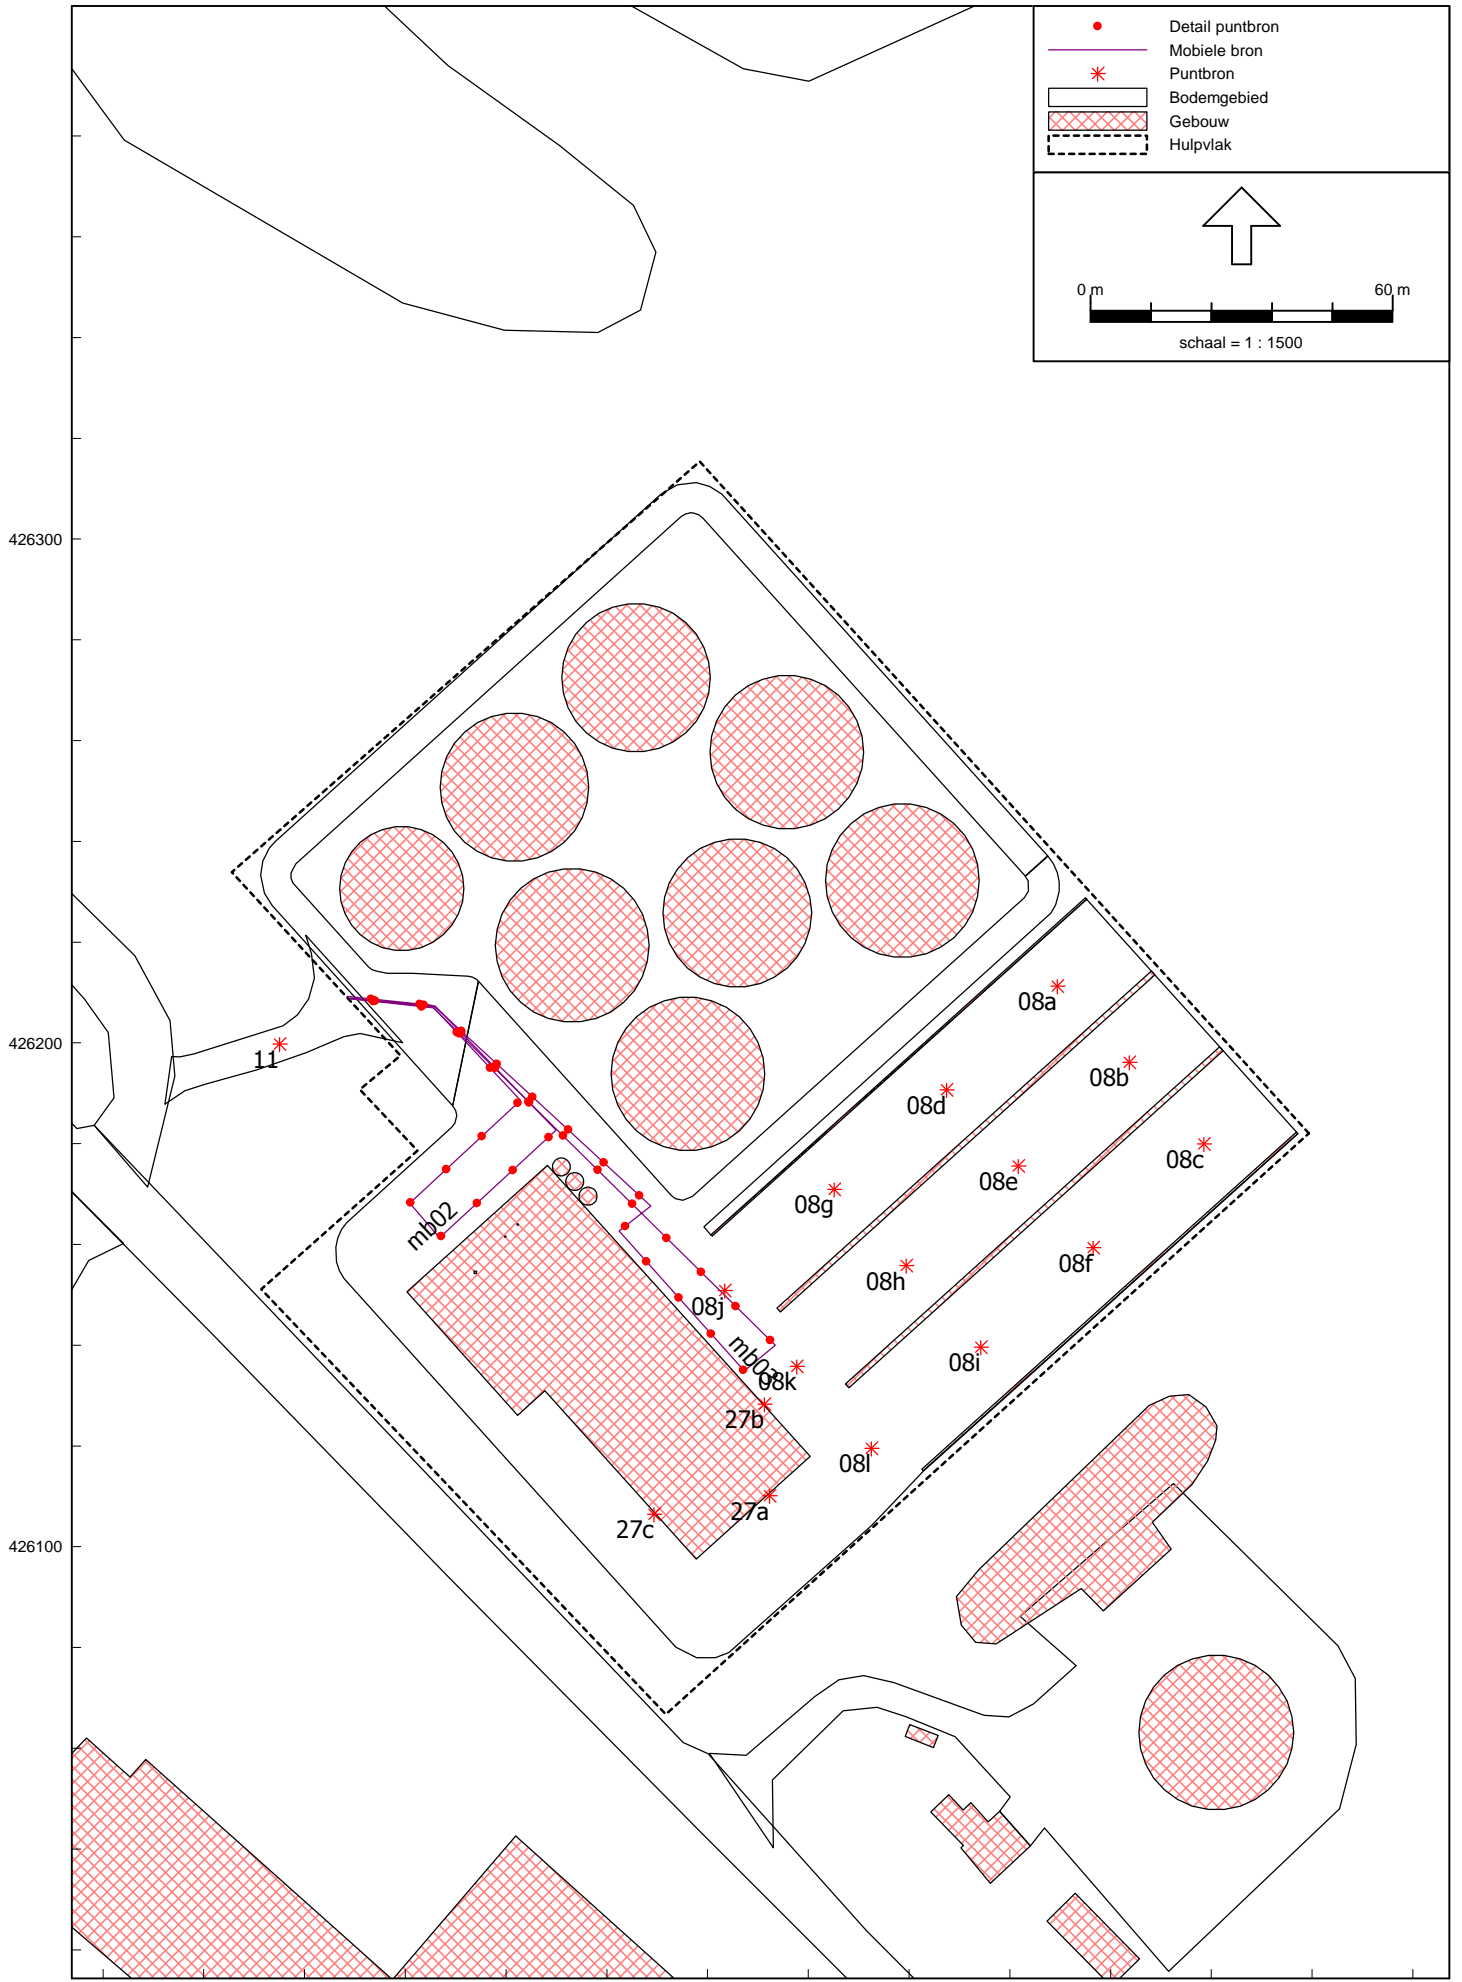 Detail puntbron
Mobiele bron
Puntbron
Bodemgebied
Gebouw
Hulpvlak
0 m
60 m
schaal = 1 : 1500
426300
08a
426200
11
08b
08d
08c
08e
08g
mb02
08f
08h
08j
08i
08k
27b
08l
27a
27c
426100